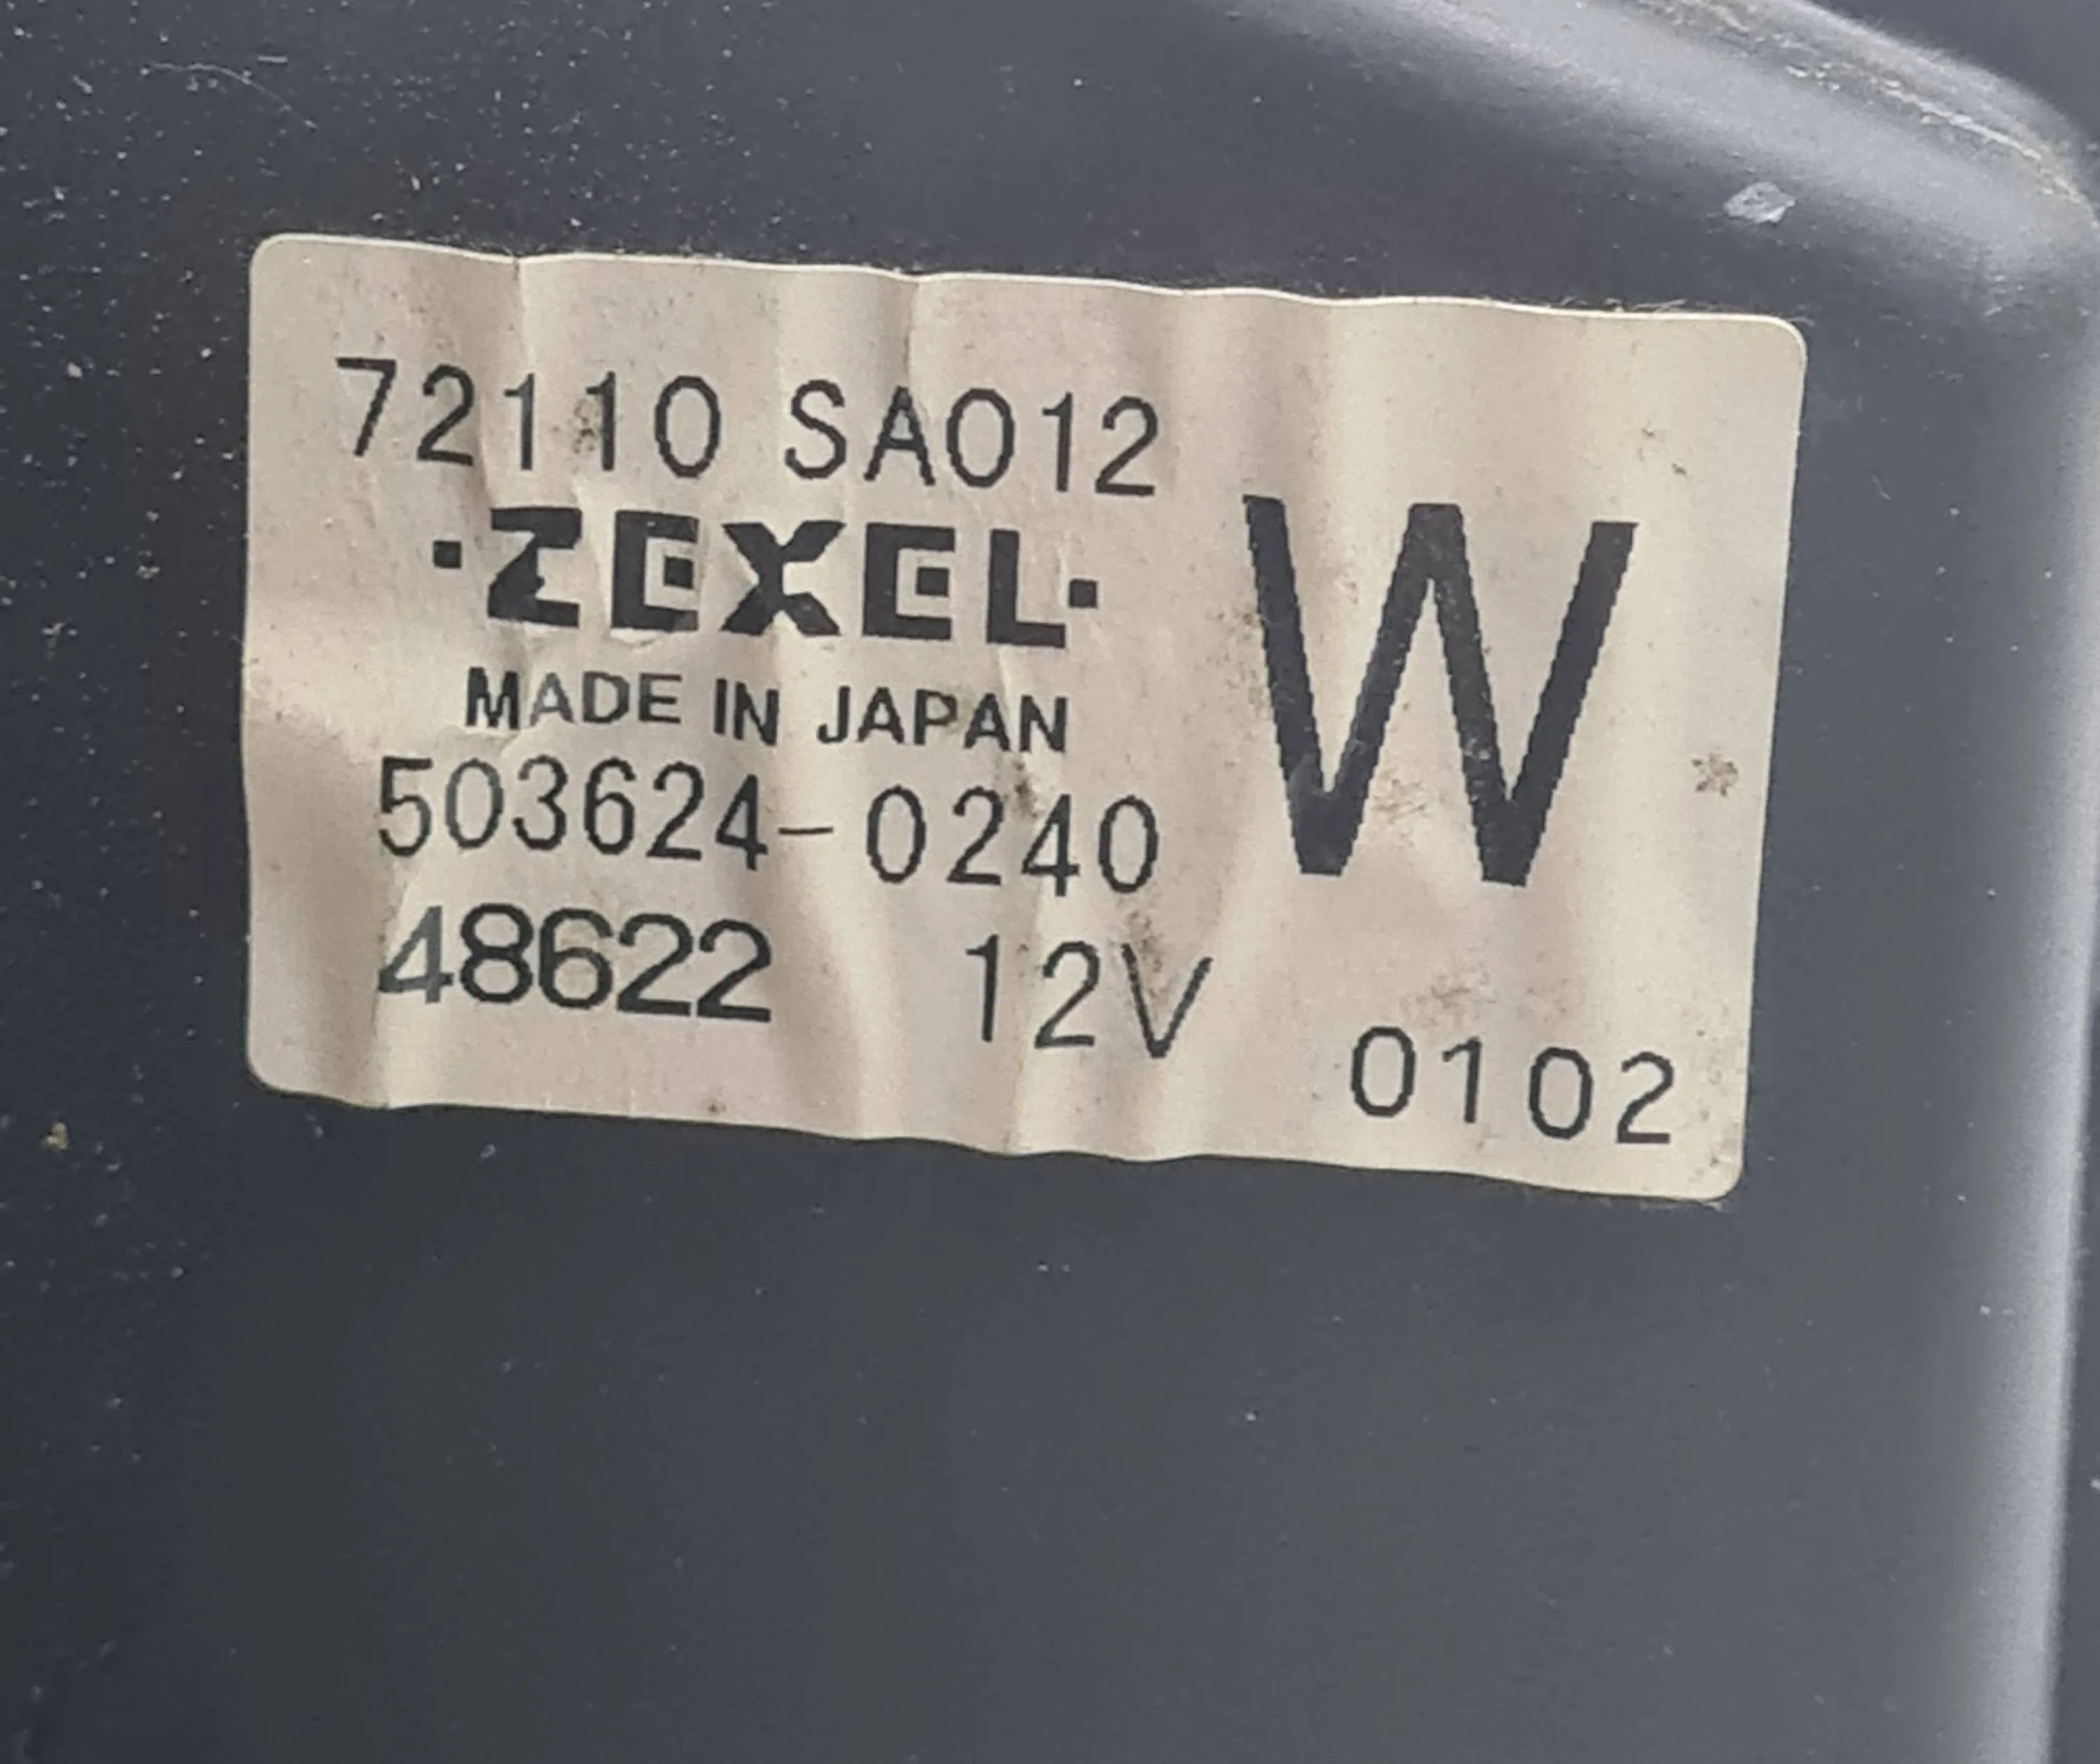 72110 SA012
·ZEXEL·
MADE IN JAPAN
503624-0240
48622 12V
W
0102